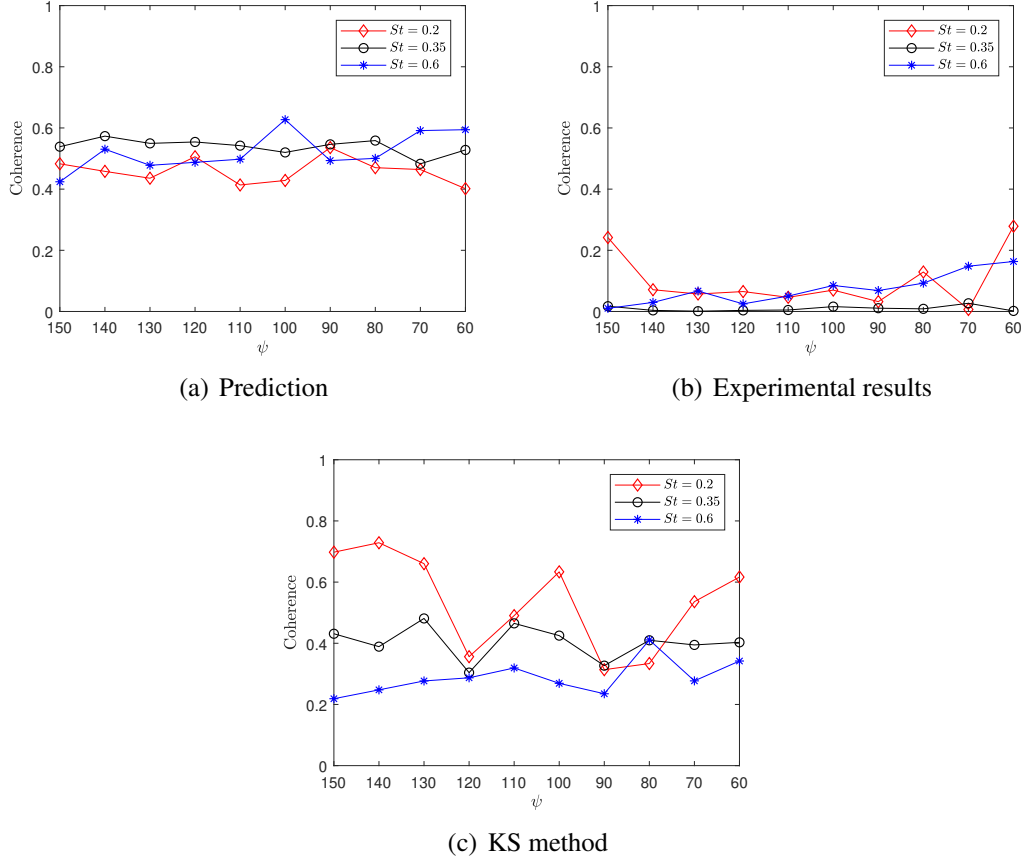 1
0.8
0.6
0.4
0.2
0
Coherence
150 140 130 120 110 100 90 80 70 60
ψ
St = 0.2
St = 0.35
St = 0.6
(a) Prediction
1
0.8
0.6
0.4
0.2
0
Coherence
150 140 130 120 110 100 90 80 70 60
ψ
St = 0.2
St = 0.35
St = 0.6
(b) Experimental results
1
0.8
0.6
0.4
0.2
0
Coherence
150 140 130 120 110 100 90 80 70 60
ψ
St = 0.2
St = 0.35
St = 0.6
(c) KS method